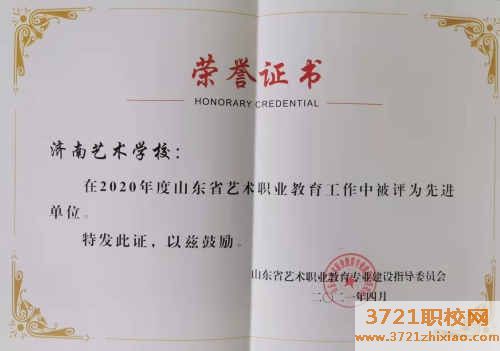 荣誉证书
HONORARY CREDENTIAL
济南艺术学校：
在2020年度山东省艺术职业教育工作中被评为先进
单位。
特发此证，以兹鼓励。
山东省艺术职业教育专业建设指导委员会
二〇二一年四月
3721职校网
www.3721zhixiao.com